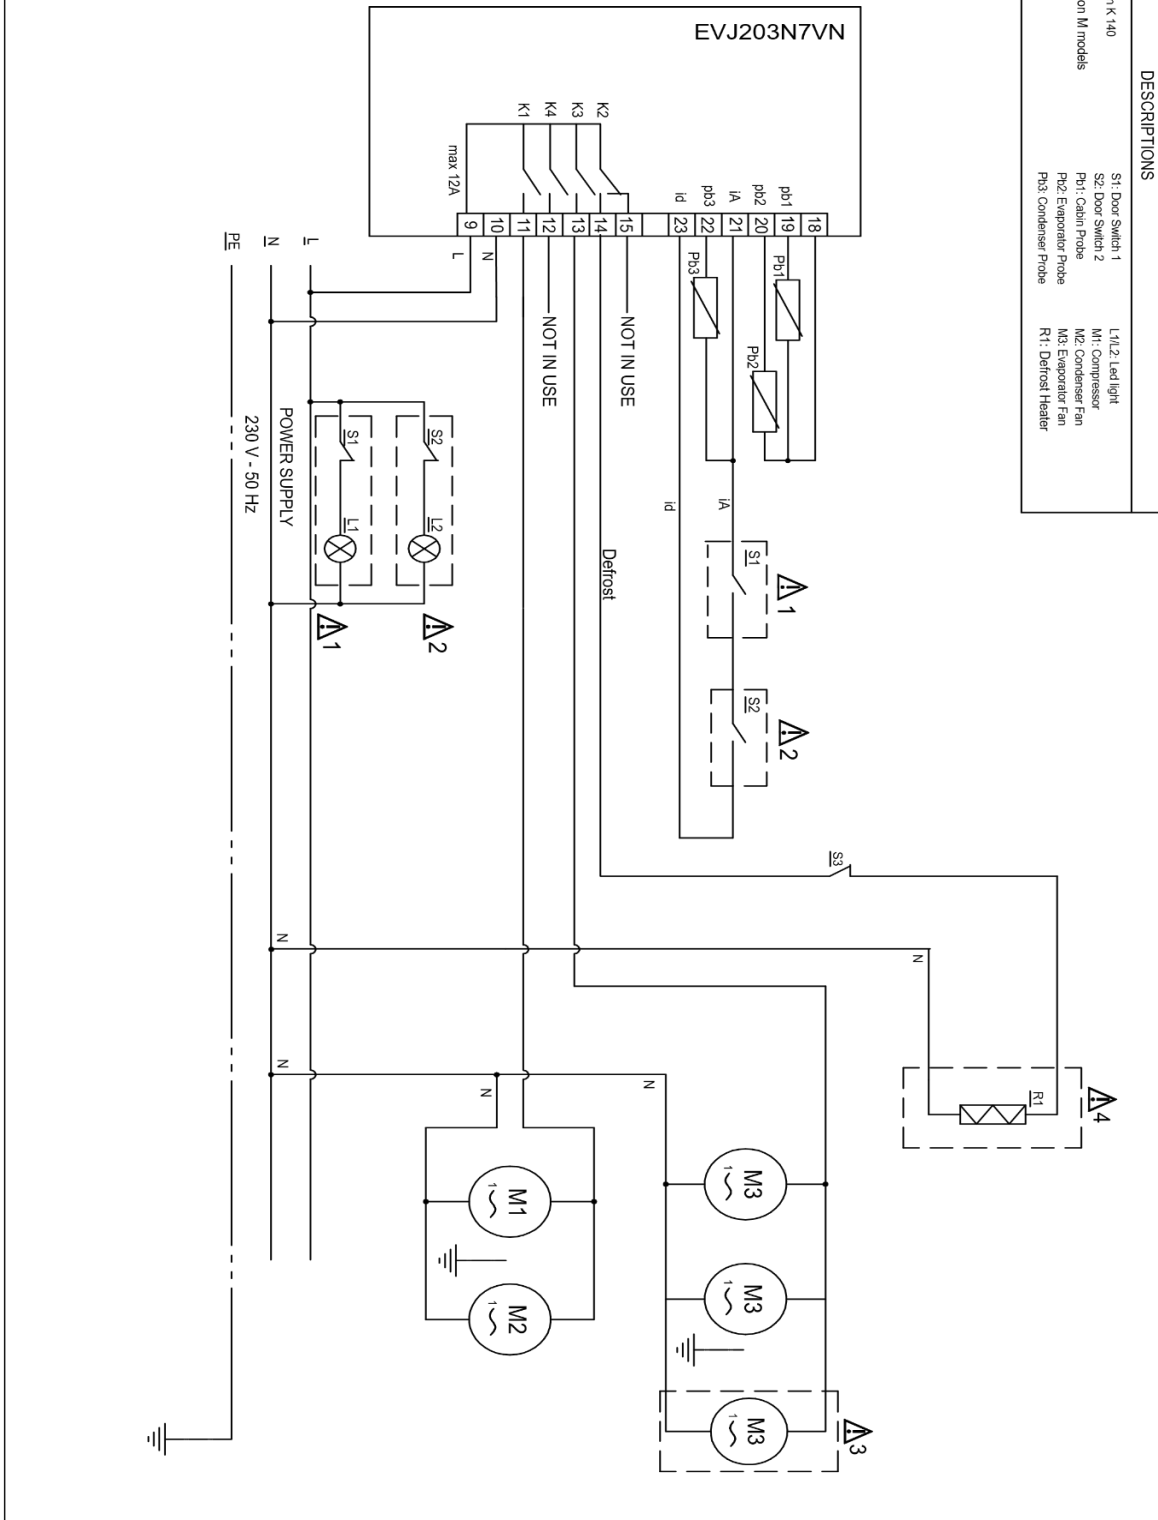 DESCRIPTIONS
n K 140
on M models
S1: Door Switch 1
S2: Door Switch 2
Pb1: Cabin Probe
Pb2: Evaporator Probe
Pb3: Condenser Probe
L1/L2: Led light
M1: Compressor
M2: Condenser Fan
M3: Evaporator Fan
R1: Defrost Heater
EVJ203N7VN
K1
K4
K3
K2
max 12A
id
pb3
iA
pb2
pb1
9
10
11
12
13
14
15
23
22
21
20
19
18
L
N
NOT IN USE
NOT IN USE
Pb3
Pb1
Pb2
PE
N
L
POWER SUPPLY
230 V - 50 Hz
S1
L1
1
S2
L2
2
id
iA
Defrost
S1
1
S2
2
S3
N
N
N
N
N
R1
4
M1
1
M2
1
M3
1
M3
1
M3
1
3